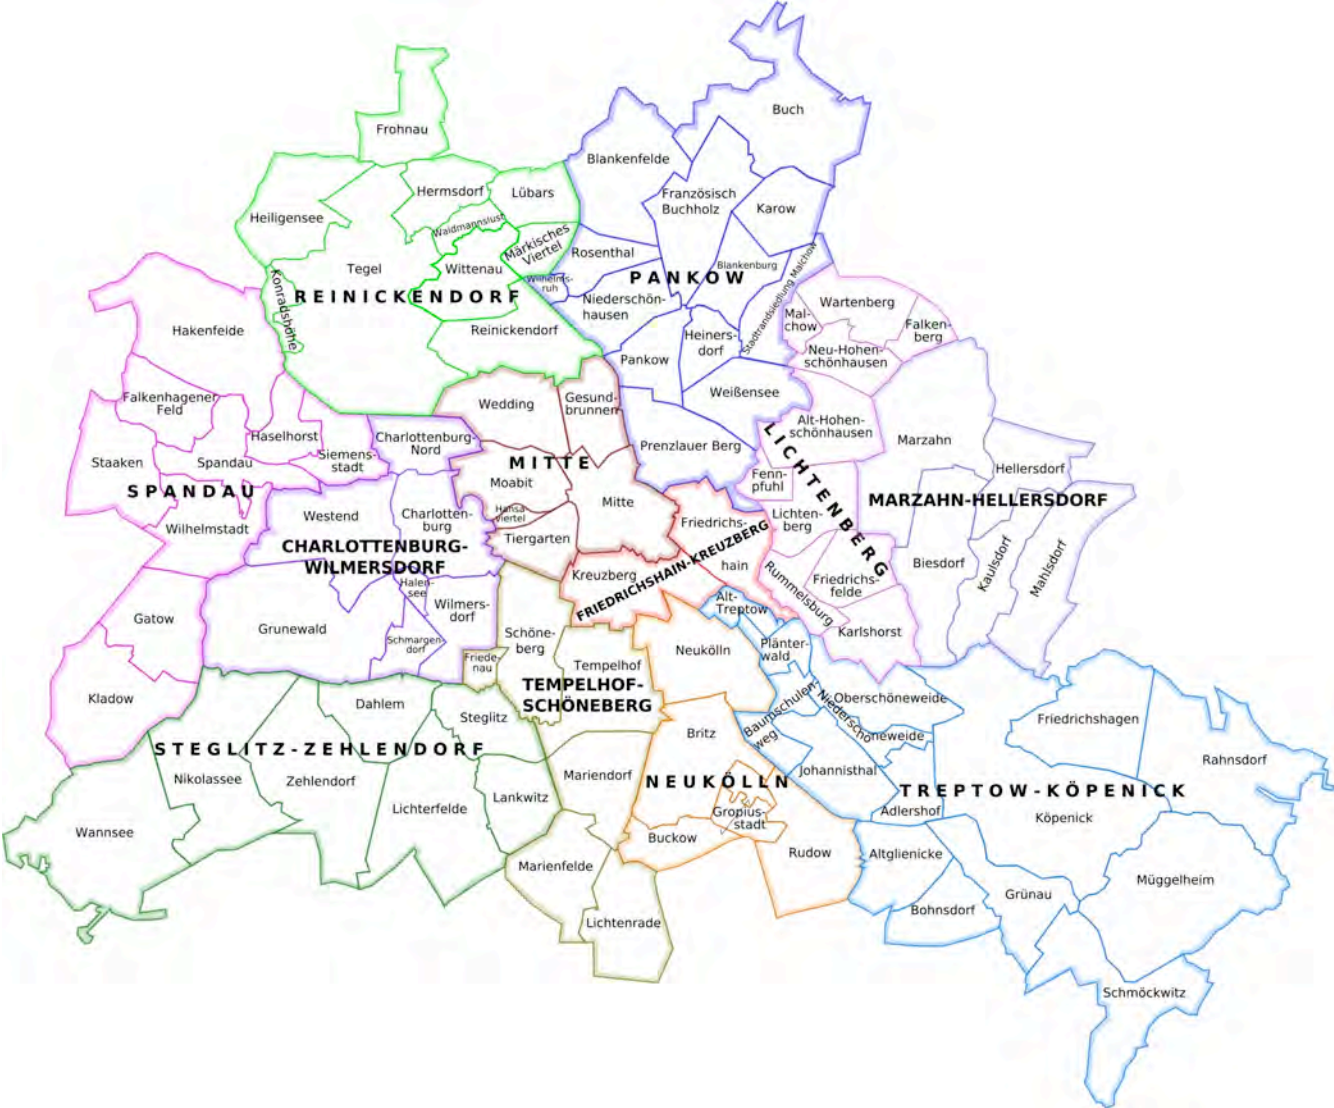 Buch
Frohnau
Blankenfelde
Hermsdorf
Lübars
Französisch
Buchholz
Karow
Heiligensee
Waidmannslust
Märkisches
Viertel
Rosenthal
Tegel
Wittenau
Blankenburg
Stadtrandsiedlung Malchow
PANKOW
Wilhelms-
ruh
Konradshöhe
REINICKENDORF
Niederschön-
hausen
Wartenberg
Mal-
chow
Falken-
berg
Hakenfelde
Reinickendorf
Heiners-
dorf
Pankow
Neu-Hohen-
schönhausen
Weißensee
Falkenhagener
Feld
Wedding
Gesund-
brunnen
Alt-Hohen-
schönhausen
Haselhorst
Charlottenburg-
Nord
Prenzlauer Berg
Marzahn
Staaken
Spandau
Siemens-
stadt
MITTE
LICHTENBERG
Hellersdorf
SPANDAU
Moabit
Fenn-
pfuhl
MARZAHN-HELLERSDORF
Mitte
Wilhelmstadt
Westend
Charlotten-
burg
Hansa-
viertel
Friedrichs-
hain
Lichten-
berg
Tiergarten
CHARLOTTENBURG-
WILMERSDORF
FRIEDRICHSHAIN-KREUZBERG
Kreuzberg
Biesdorf
Kaulsdorf
Mahlsdorf
Rummelsburg
Friedrichs-
felde
Halen-
see
Wilmers-
dorf
Alt-
Treptow
Gatow
Grunewald
Schmargen-
dorf
Schöne-
berg
Karlshorst
Neukölln
Plänter-
wald
Friede-
nau
Tempelhof
TEMPELHOF-
SCHÖNEBERG
Kladow
Dahlem
Steglitz
Baumschulen-
weg
Niederschöneweide
Oberschöneweide
Friedrichshagen
Britz
STEGLITZ-ZEHLENDORF
Rahnsdorf
Nikolassee
Zehlendorf
Mariendorf
NEUKÖLLN
Johannisthal
TREPTOW-KÖPENICK
Lichterfelde
Lankwitz
Gropius-
stadt
Adlershof
Köpenick
Wannsee
Buckow
Rudow
Altglienicke
Marienfelde
Müggelheim
Grünau
Bohnsdorf
Lichtenrade
Schmöckwitz